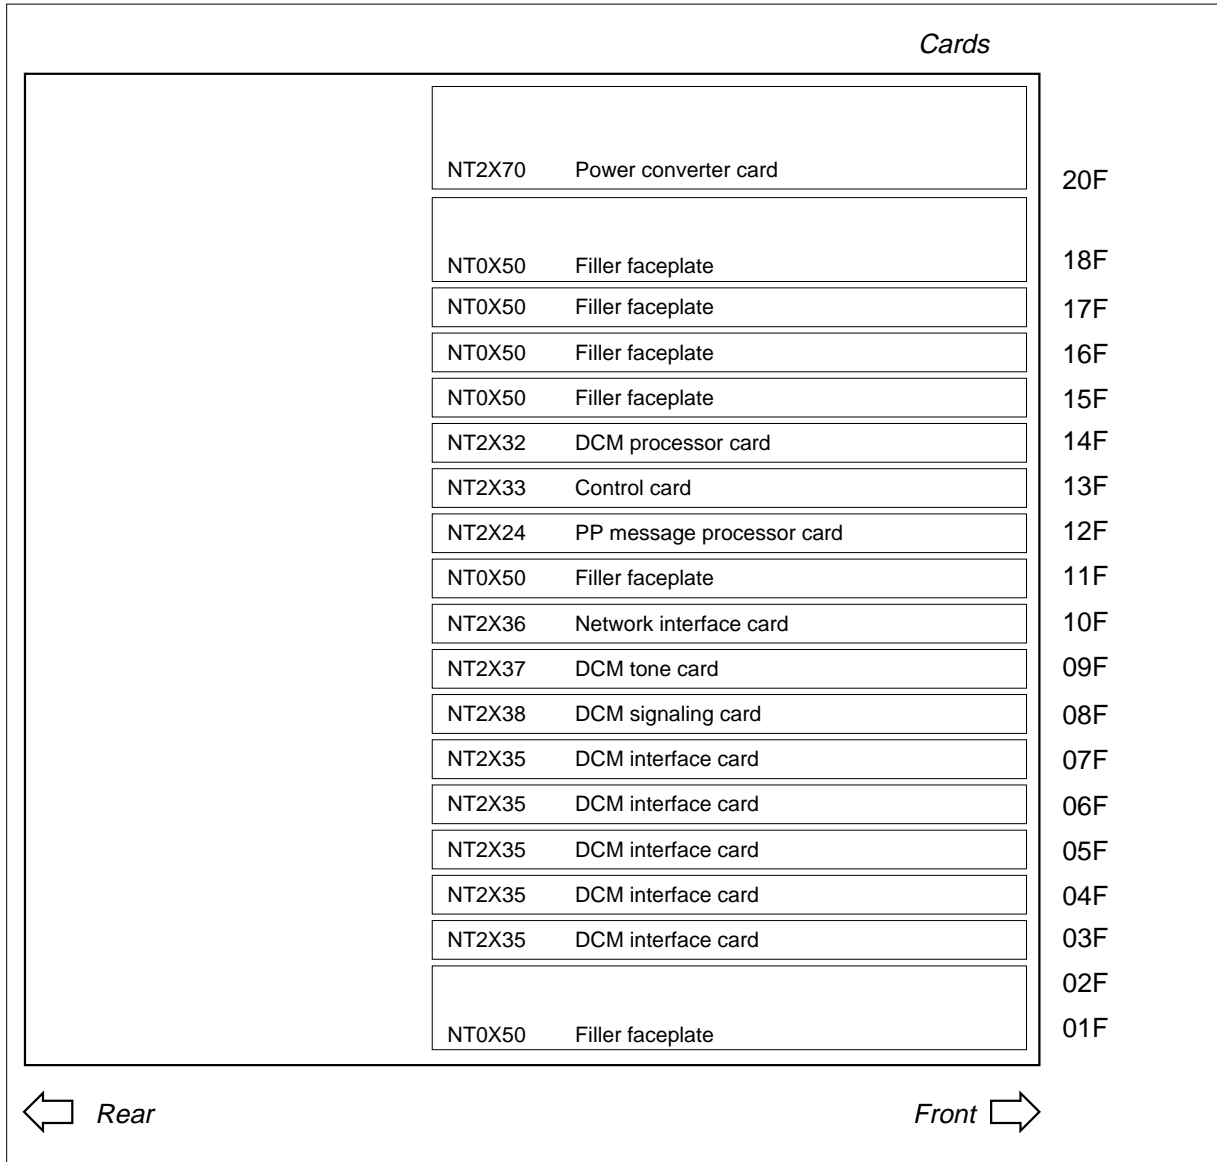 Cards
NT2X70 Power converter card 20F
NT0X50 Filler faceplate 18F
NT0X50 Filler faceplate 17F
NT0X50 Filler faceplate 16F
NT0X50 Filler faceplate 15F
NT2X32 DCM processor card 14F
NT2X33 Control card 13F
NT2X24 PP message processor card 12F
NT0X50 Filler faceplate 11F
NT2X36 Network interface card 10F
NT2X37 DCM tone card 09F
NT2X38 DCM signaling card 08F
NT2X35 DCM interface card 07F
NT2X35 DCM interface card 06F
NT2X35 DCM interface card 05F
NT2X35 DCM interface card 04F
NT2X35 DCM interface card 03F
02F
NT0X50 Filler faceplate 01F
Rear Front